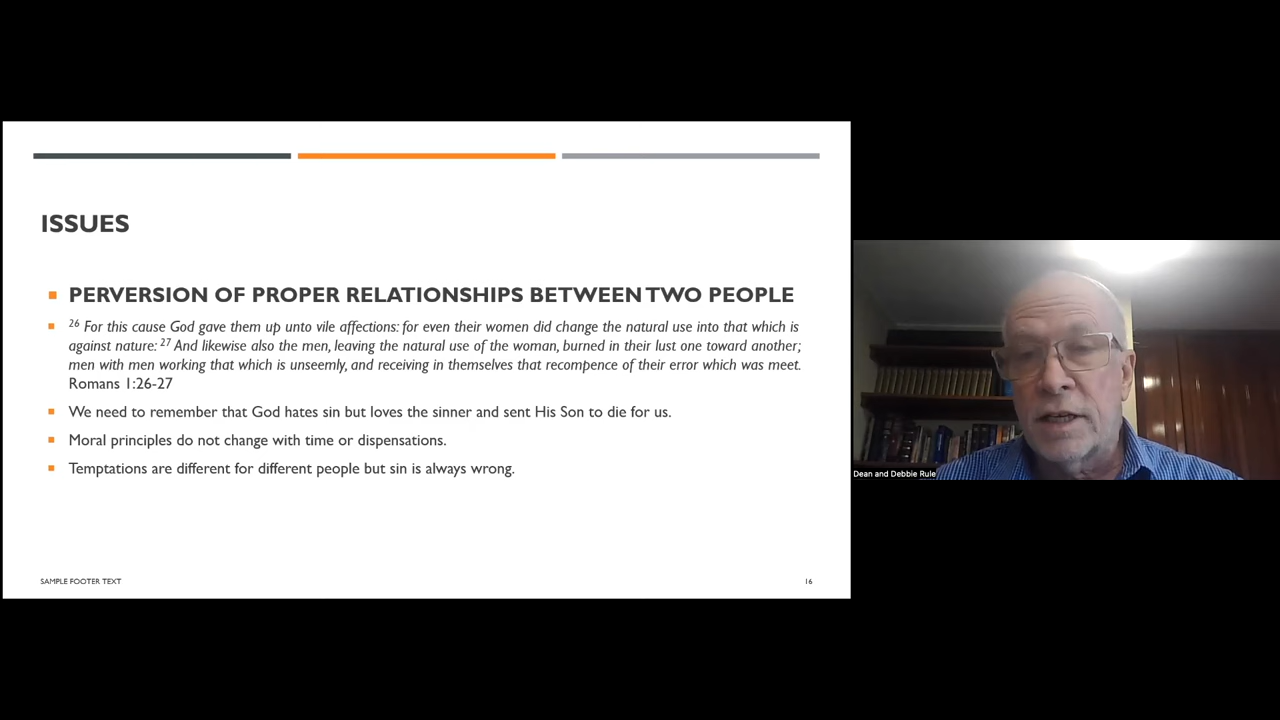 ISSUES
PERVERSION OF PROPER RELATIONSHIPS BETWEEN TWO PEOPLE
26 For this cause God gave them up unto vile affections: for even their women did change the natural use into that which is
against nature: 27 And likewise also the men, leaving the natural use of the woman, burned in their lust one toward another;
men with men working that which is unseemly, and receiving in themselves that recompence of their error which was meet.
Romans 1:26-27
We need to remember that God hates sin but loves the sinner and sent His Son to die for us.
Moral principles do not change with time or dispensations.
Temptations are different for different people but sin is always wrong.
SAMPLE FOOTER TEXT
16
Dean and Debbie Rule